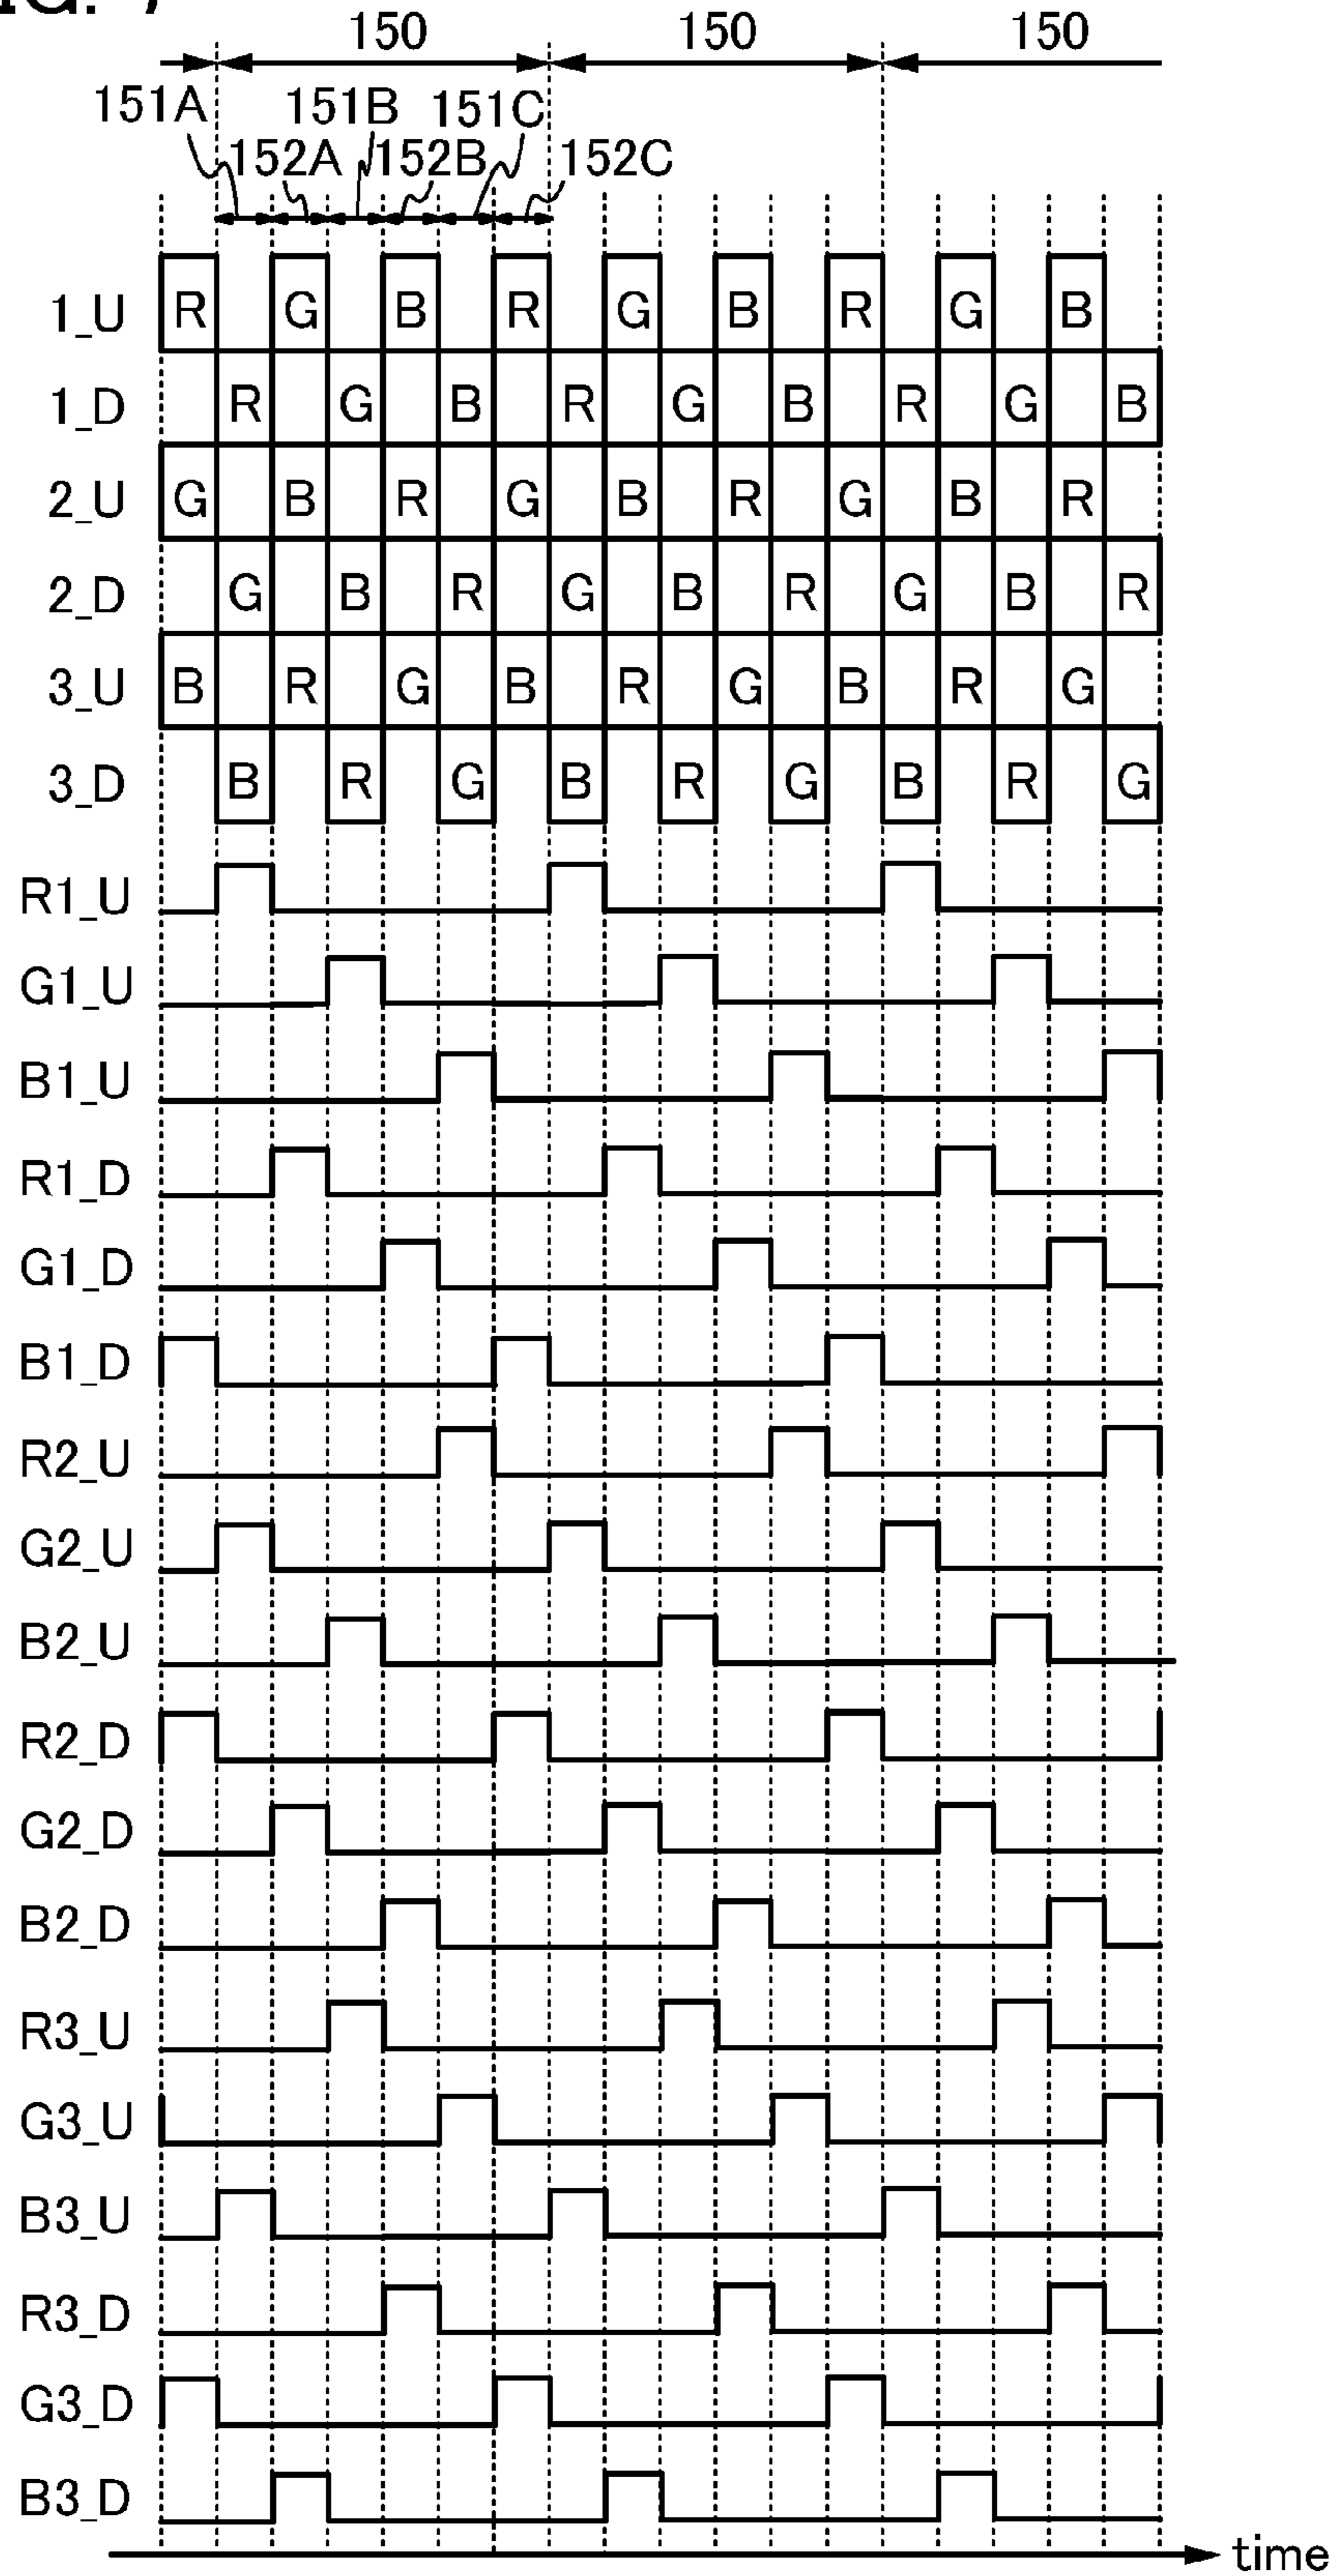 150 150 150
151A 151B 151C
152A 152B 152C
1_U R G B R G B R G B
1_D R G B R G B R G B
2_U G B R G B R G B R
2_D G B R G B R G B R
3_U B R G B R G B R G
3_D B R G B R G B R G
R1_U
G1_U
B1_U
R1_D
G1_D
B1_D
R2_U
G2_U
B2_U
R2_D
G2_D
B2_D
R3_U
G3_U
B3_U
R3_D
G3_D
B3_D
time